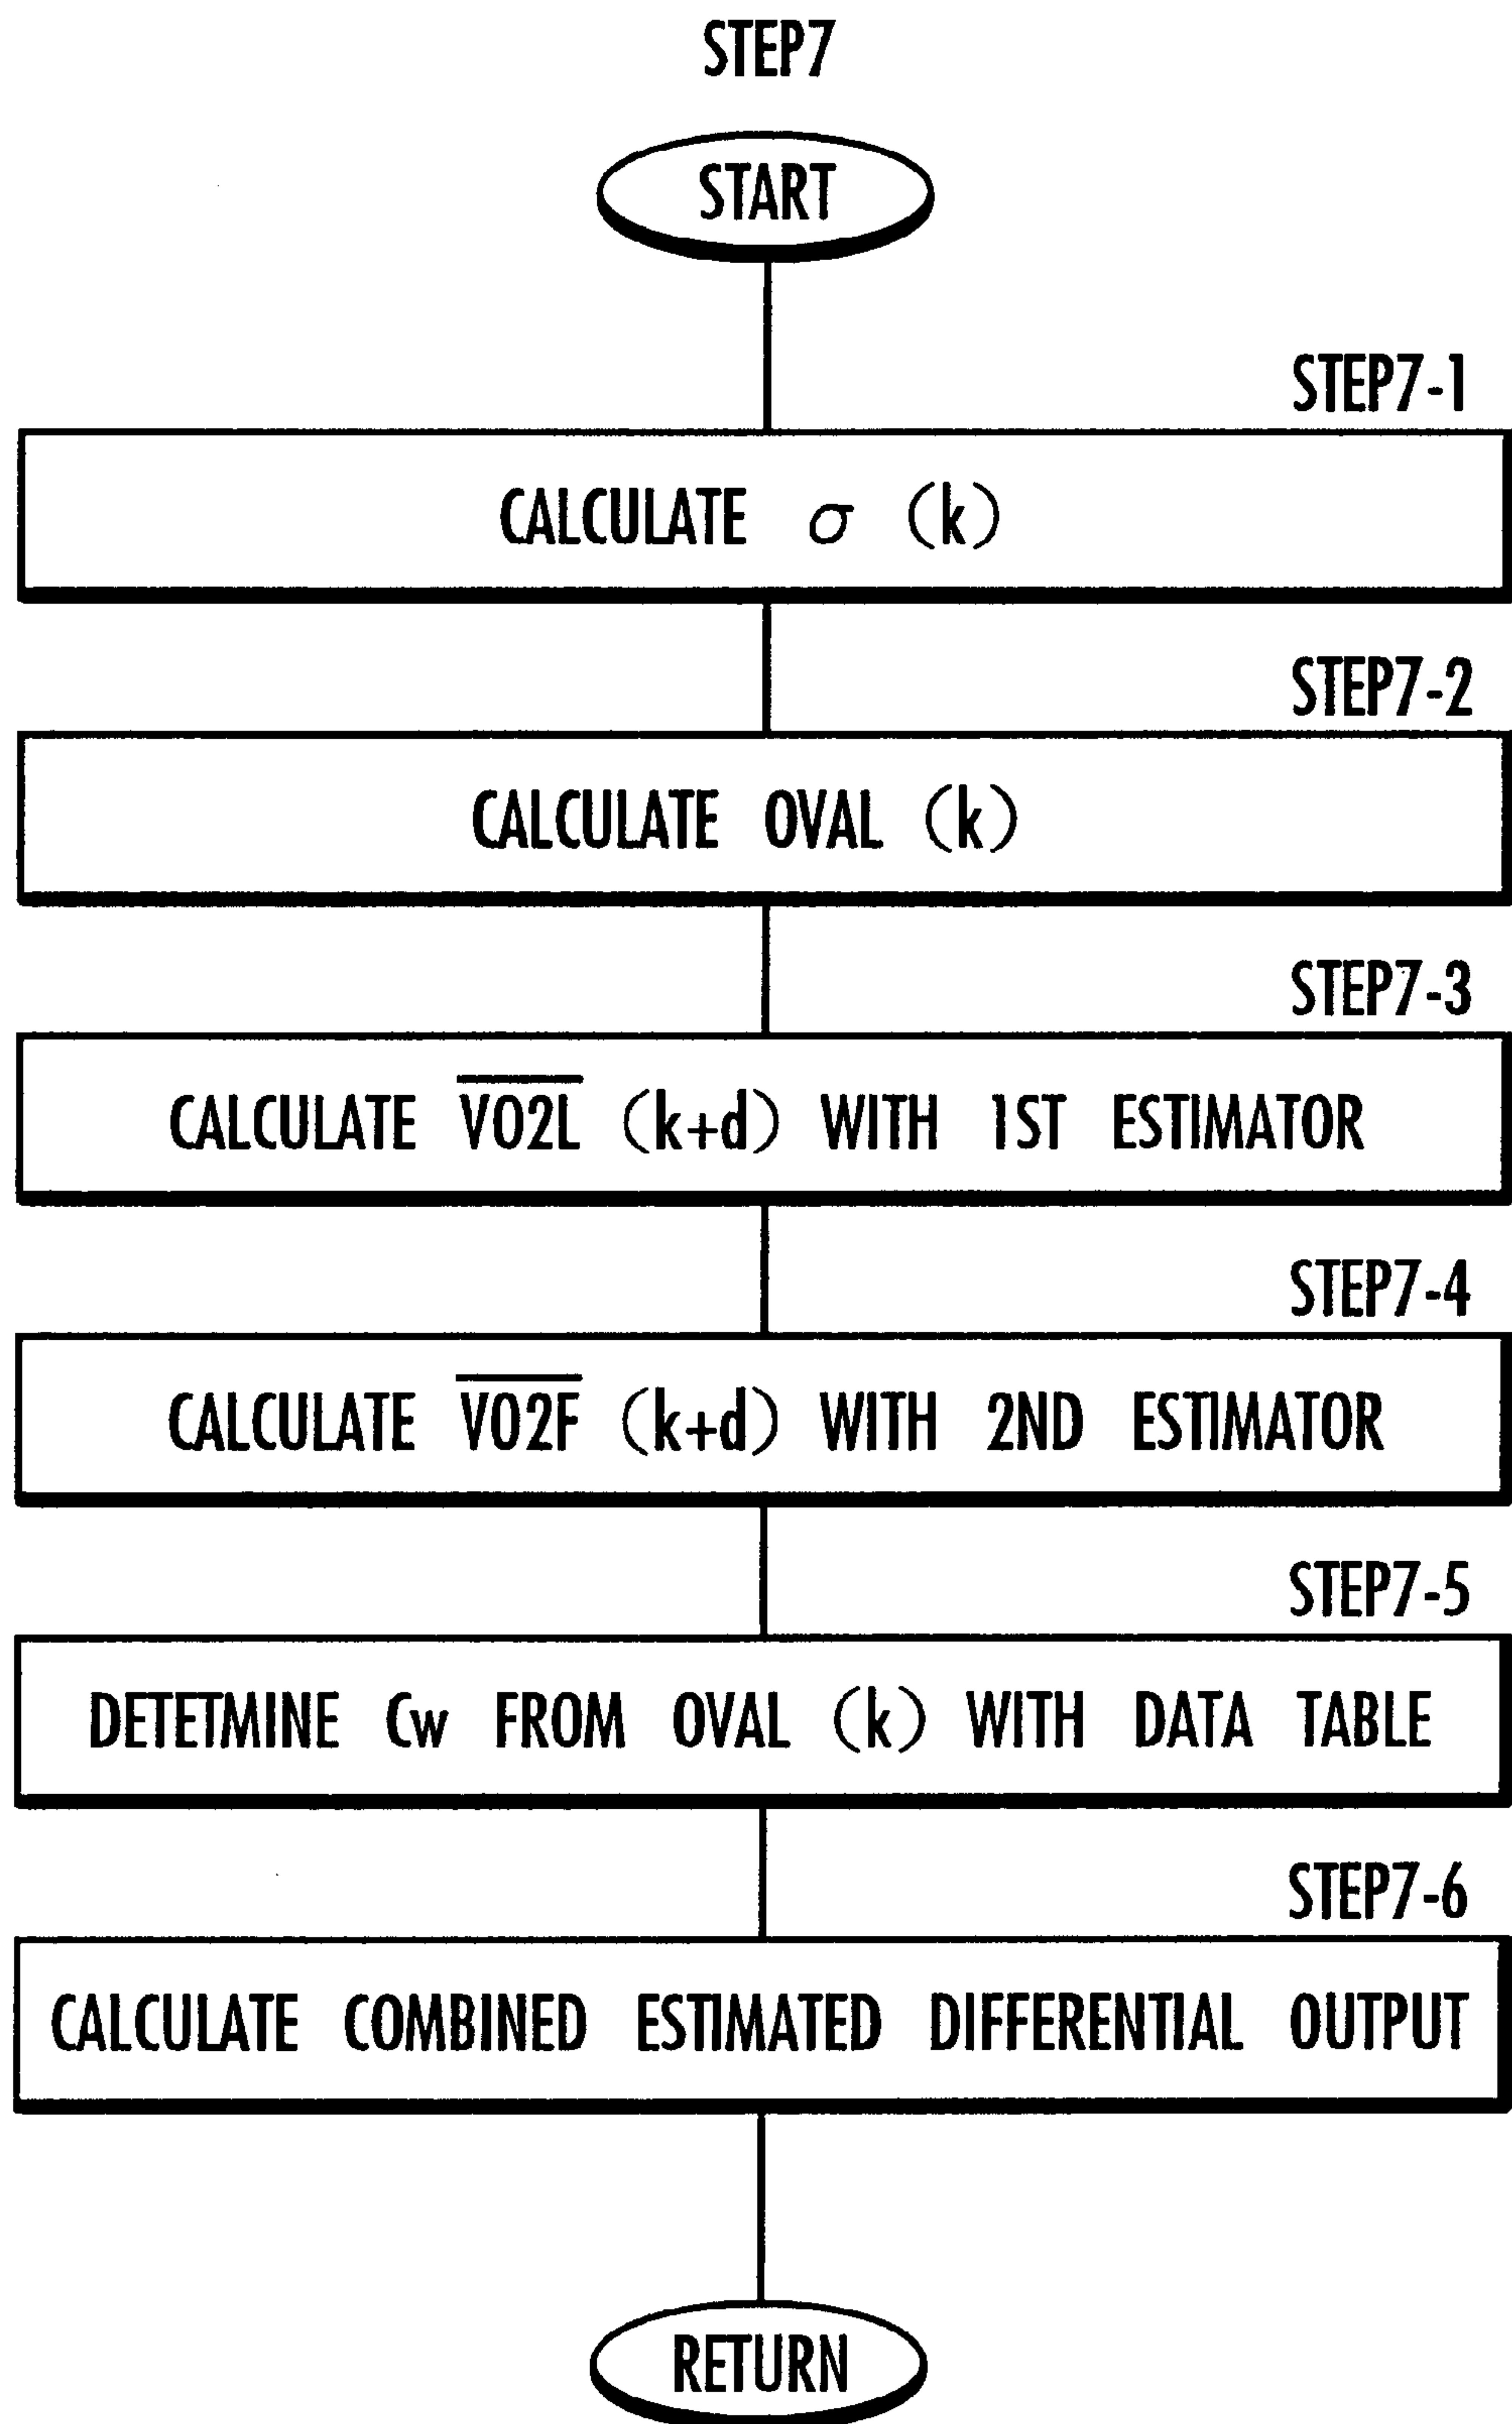 STEP7
START
STEP7-1
CALCULATE σ (k)
STEP7-2
CALCULATE OVAL (k)
STEP7-3
CALCULATE V̅O̅2̅L̅ (k+d) WITH 1ST ESTIMATOR
STEP7-4
CALCULATE V̅O̅2̅F̅ (k+d) WITH 2ND ESTIMATOR
STEP7-5
DETETMINE Cw FROM OVAL (k) WITH DATA TABLE
STEP7-6
CALCULATE COMBINED ESTIMATED DIFFERENTIAL OUTPUT
RETURN